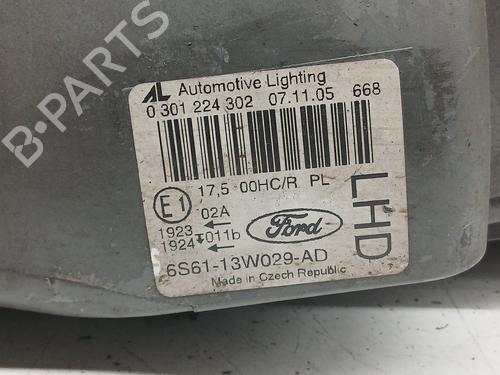 B-PARTS
AL Automotive Lighting
0 301 224 302 07.11.05 668
17,5 00HC/R PL
E1
02A
1923
1924 011b
Ford
LHD
6S61-13W029-AD
Made in Czech Republic